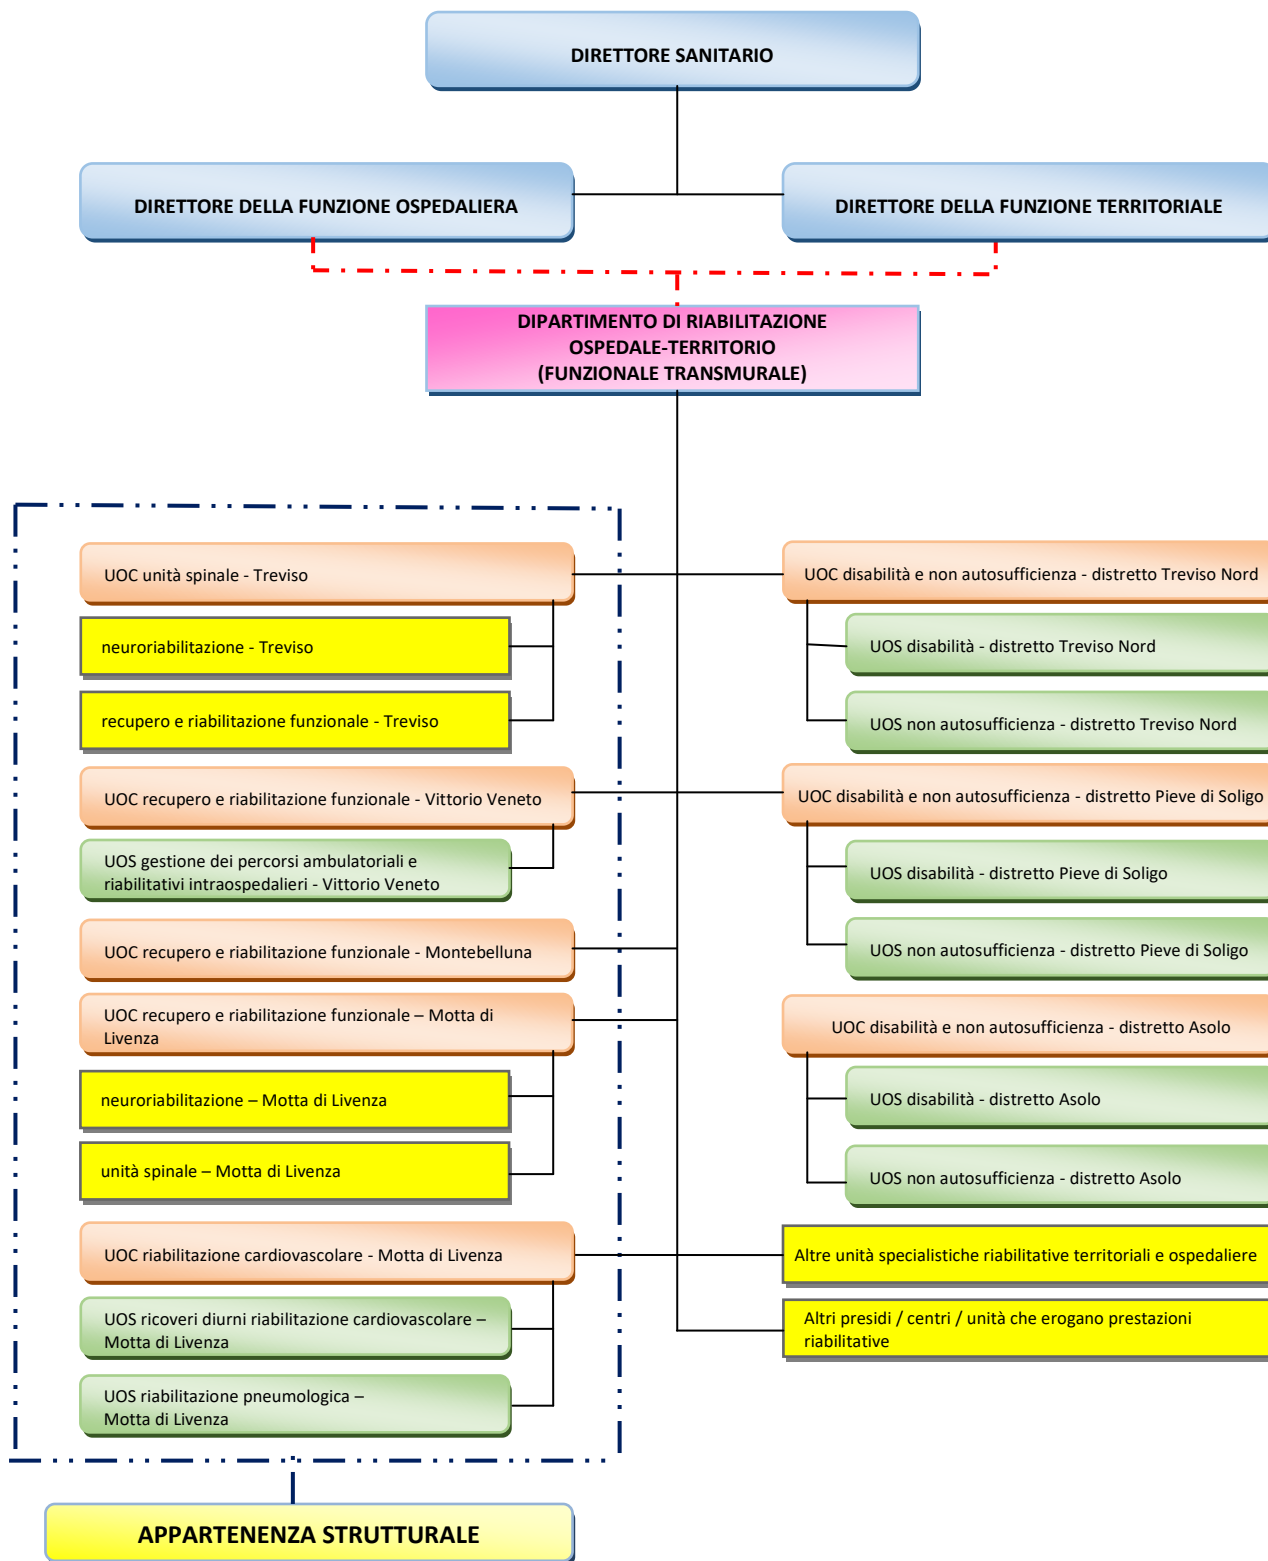 DIRETTORE SANITARIO
DIRETTORE DELLA FUNZIONE OSPEDALIERA
DIRETTORE DELLA FUNZIONE TERRITORIALE
DIPARTIMENTO DI RIABILITAZIONE
OSPEDALE-TERRITORIO
(FUNZIONALE TRANSMURALE)
UOC unità spinale - Treviso
neuroriabilitazione - Treviso
recupero e riabilitazione funzionale - Treviso
UOC recupero e riabilitazione funzionale - Vittorio Veneto
UOS gestione dei percorsi ambulatoriali e
riabilitativi intraospedalieri - Vittorio Veneto
UOC recupero e riabilitazione funzionale - Montebelluna
UOC recupero e riabilitazione funzionale – Motta di
Livenza
neuroriabilitazione – Motta di Livenza
unità spinale – Motta di Livenza
UOC riabilitazione cardiovascolare - Motta di Livenza
UOS ricoveri diurni riabilitazione cardiovascolare –
Motta di Livenza
UOS riabilitazione pneumologica –
Motta di Livenza
APPARTENENZA STRUTTURALE
UOC disabilità e non autosufficienza - distretto Treviso Nord
UOS disabilità - distretto Treviso Nord
UOS non autosufficienza - distretto Treviso Nord
UOC disabilità e non autosufficienza - distretto Pieve di Soligo
UOS disabilità - distretto Pieve di Soligo
UOS non autosufficienza - distretto Pieve di Soligo
UOC disabilità e non autosufficienza - distretto Asolo
UOS disabilità - distretto Asolo
UOS non autosufficienza - distretto Asolo
Altre unità specialistiche riabilitative territoriali e ospedaliere
Altri presidi / centri / unità che erogano prestazioni
riabilitative